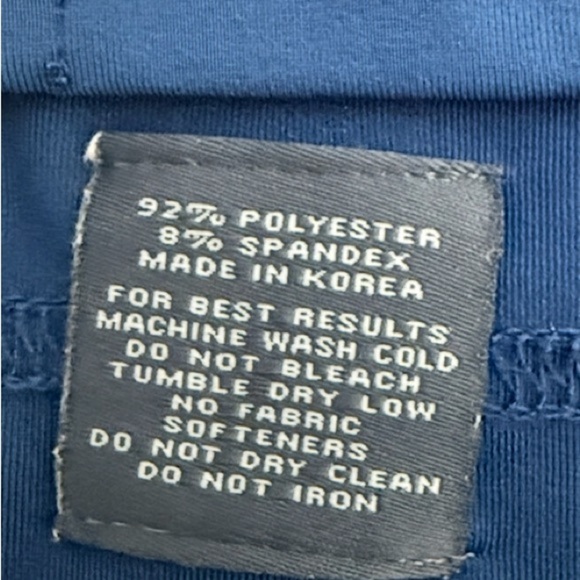 92% POLYESTER
8% SPANDEX
MADE IN KOREA
FOR BEST RESULTS
MACHINE WASH COLD
DO NOT BLEACH
TUMBLE DRY LOW
NO FABRIC
SOFTENERS
DO NOT DRY CLEAN
DO NOT IRON